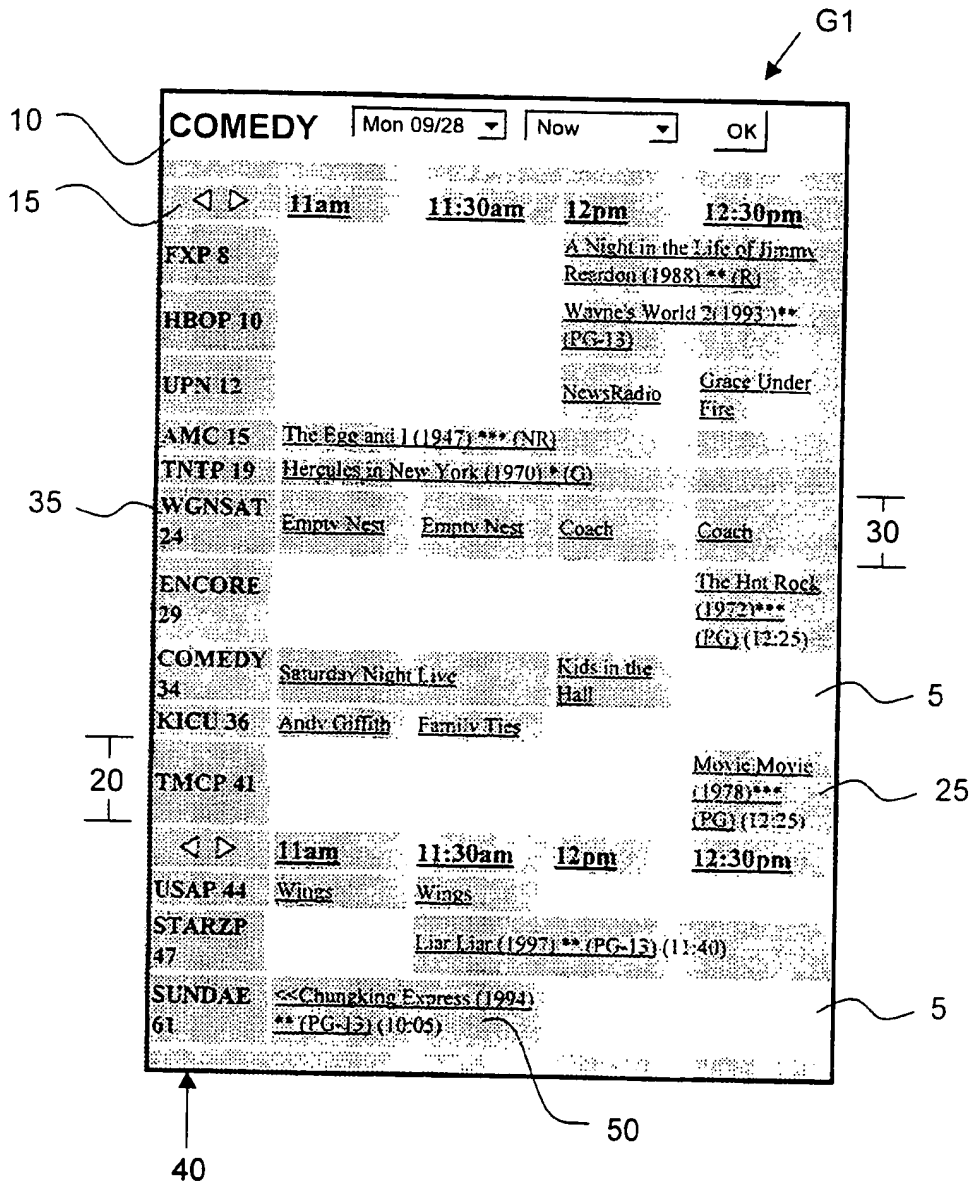 G1
10
COMEDY Mon 09/28 Now OK
15
11am 11:30am 12pm 12:30pm
FXP 8 A Night in the Life of Jimmy
Reardon (1988) ** (R)
HBOP 10 Wayne's World 2(1993 )**
(PG-13)
UPN 12 NewsRadio Grace Under
Fire
AMC 15 The Egg and I (1947) *** (NR)
TNTP 19 Hercules in New York (1970) * (G)
35
WGNSAT
24 Empty Nest Empty Nest Coach Coach
30
ENCORE
29
The Hot Rock
(1972)***
(PG) (12:25)
COMEDY
34 Saturday Night Live Kids in the
Hall
5
KICU 36 Andy Griffith Family Ties
20
TMCP 41 Movie Movie
(1978)***
(PG) (12:25)
25
11am 11:30am 12pm 12:30pm
USAP 44 Wings Wings
STARZP
47 Liar Liar (1997) ** (PG-13) (11:40)
SUNDAE
61
<<Chungking Express (1994)
** (PG-13) (10:05)
5
50
40